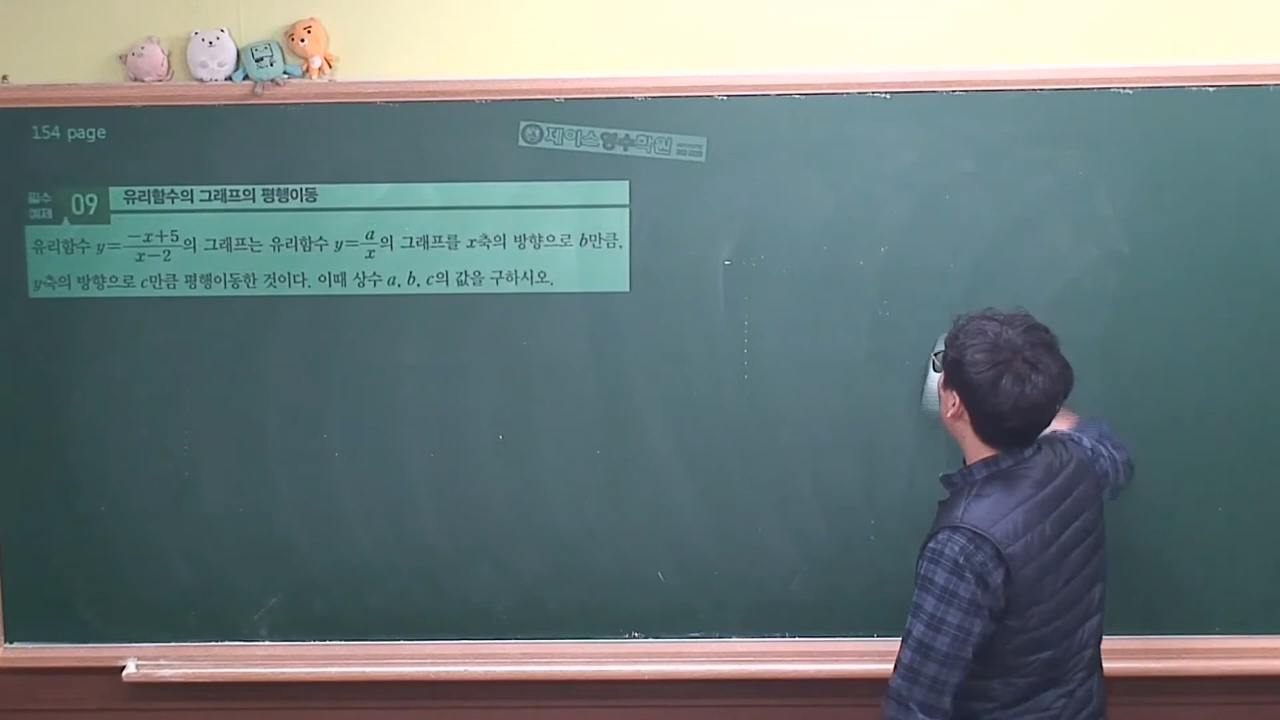 154 page
제이스영수학원
필수
예제 09 유리함수의 그래프의 평행이동
유리함수 y=\frac{-x+5}{x-2}의 그래프는 유리함수 y=\frac{a}{x}의 그래프를 x축의 방향으로 b만큼,
y축의 방향으로 c만큼 평행이동한 것이다. 이때 상수 a, b, c의 값을 구하시오.